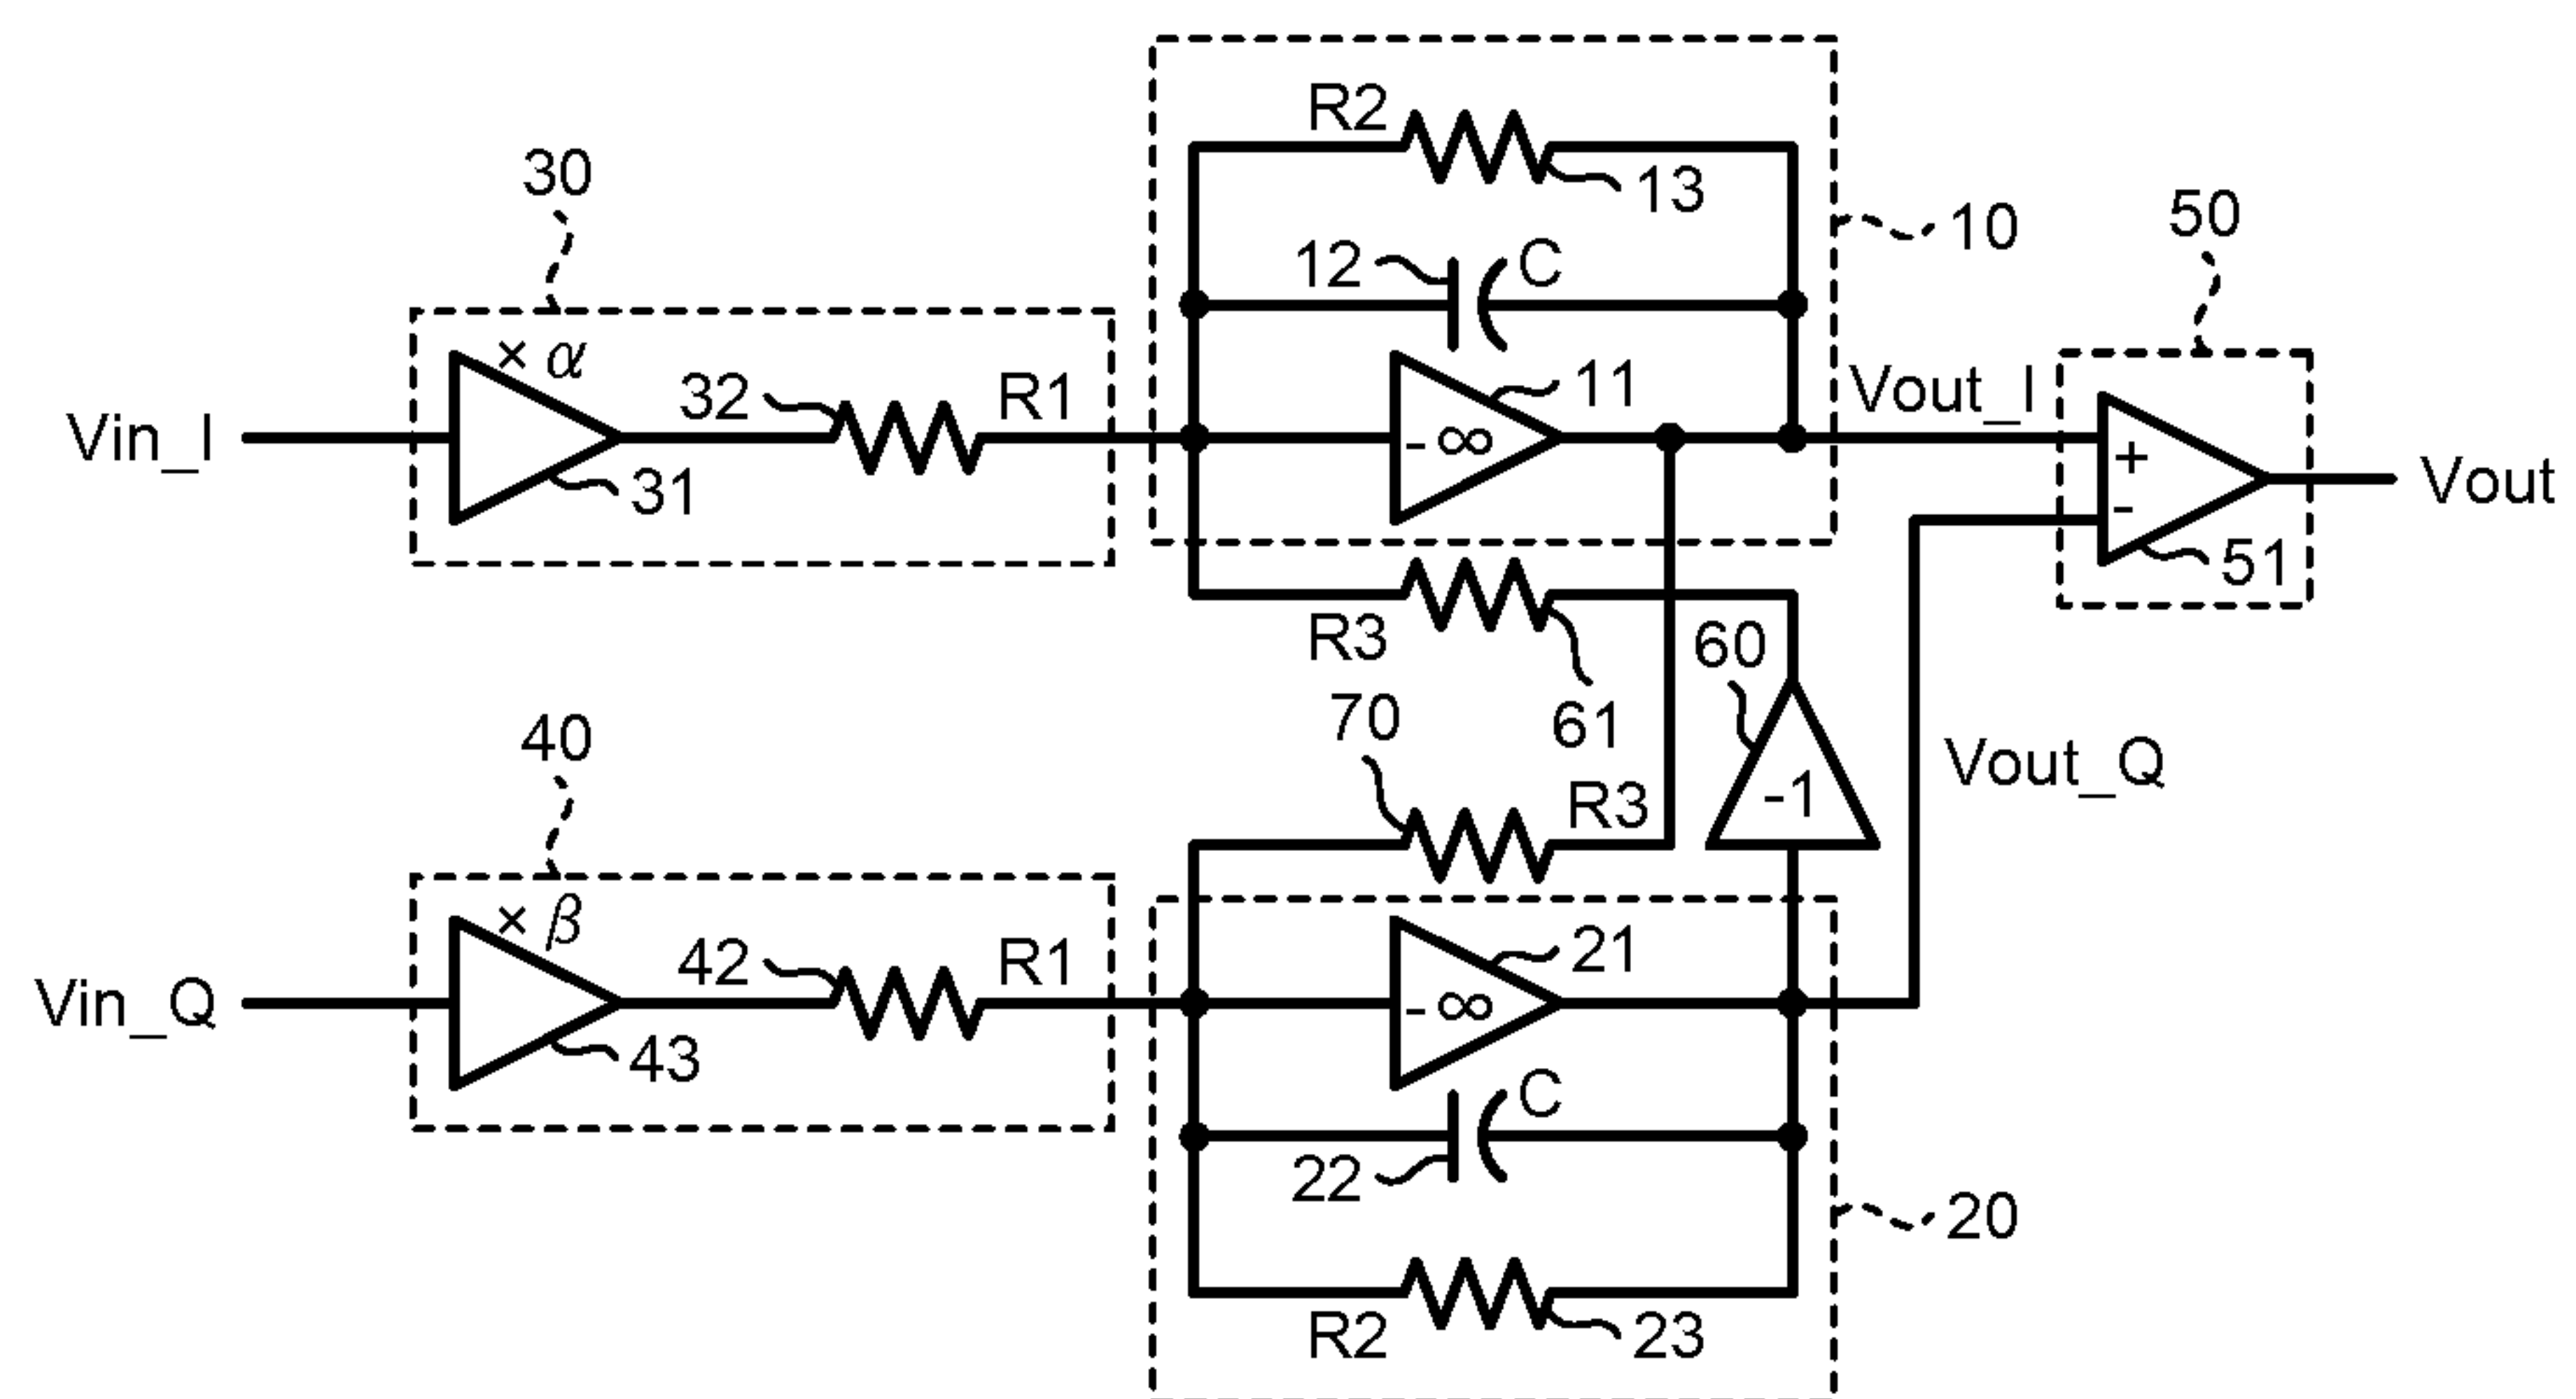 R2
13
10
30
50
12
C
× α
32
R1
11
Vout_I
Vin_I
- ∞
+
-
Vout
31
51
R3
60
61
70
40
R3
-1
Vout_Q
× β
42
R1
21
Vin_Q
- ∞
43
C
22
20
R2
23